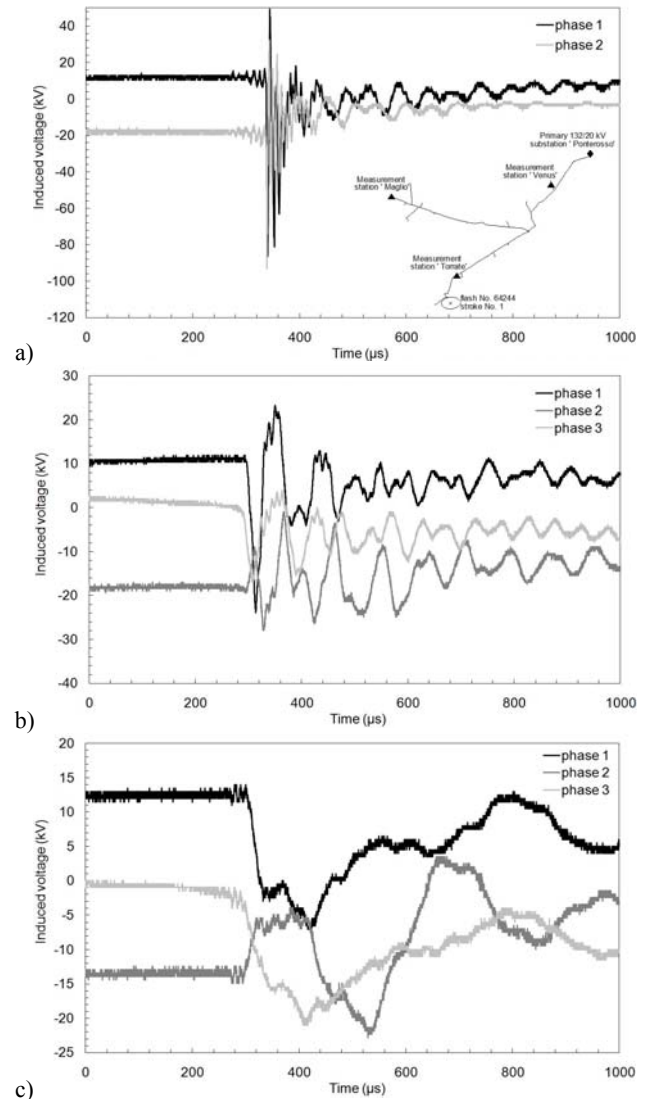 40
20
0
-20
-40
-60
-80
-100
-120
Induced voltage (kV)
phase 1
phase 2
Primary 132/20 kV
substation ' Ponterosso'
Measurement
station ' Venus'
Measurement
station ' Maglio'
Measurement
station ' Torrate'
flash No. 64244
stroke No. 1
0 200 400 600 800 1000
Time (µs)
a)
30
20
10
0
-10
-20
-30
-40
Induced voltage (kV)
phase 1
phase 2
phase 3
0 200 400 600 800 1000
Time (µs)
b)
20
15
10
5
0
-5
-10
-15
-20
-25
Induced voltage (kV)
phase 1
phase 2
phase 3
0 200 400 600 800 1000
Time (µs)
c)